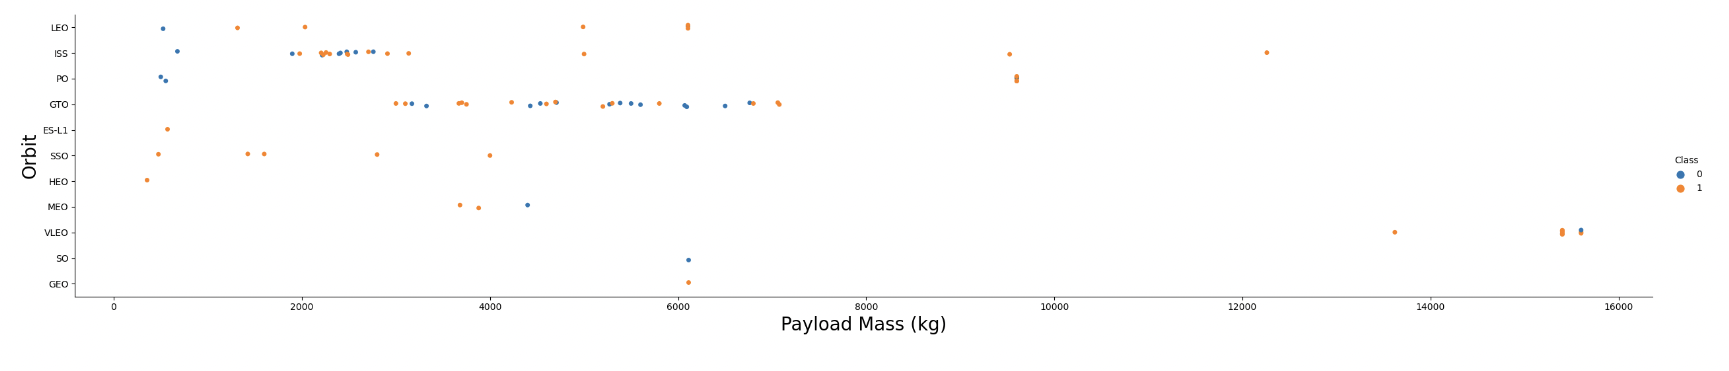 LEO
ISS
PO
GTO
ES-L1
SSO
HEO
MEO
VLEO
SO
GEO
Orbit
0 2000 4000 6000 8000 10000 12000 14000 16000
Payload Mass (kg)
Class
0
1